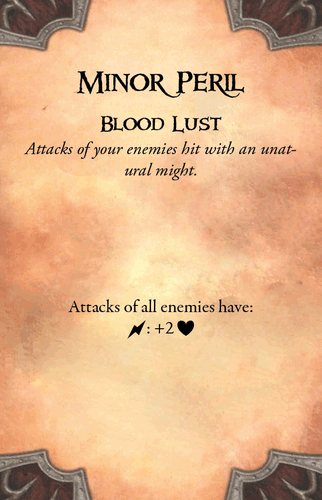 Minor Peril
Blood Lust
Attacks of your enemies hit with an unat-
ural might.
Attacks of all enemies have:
: +2